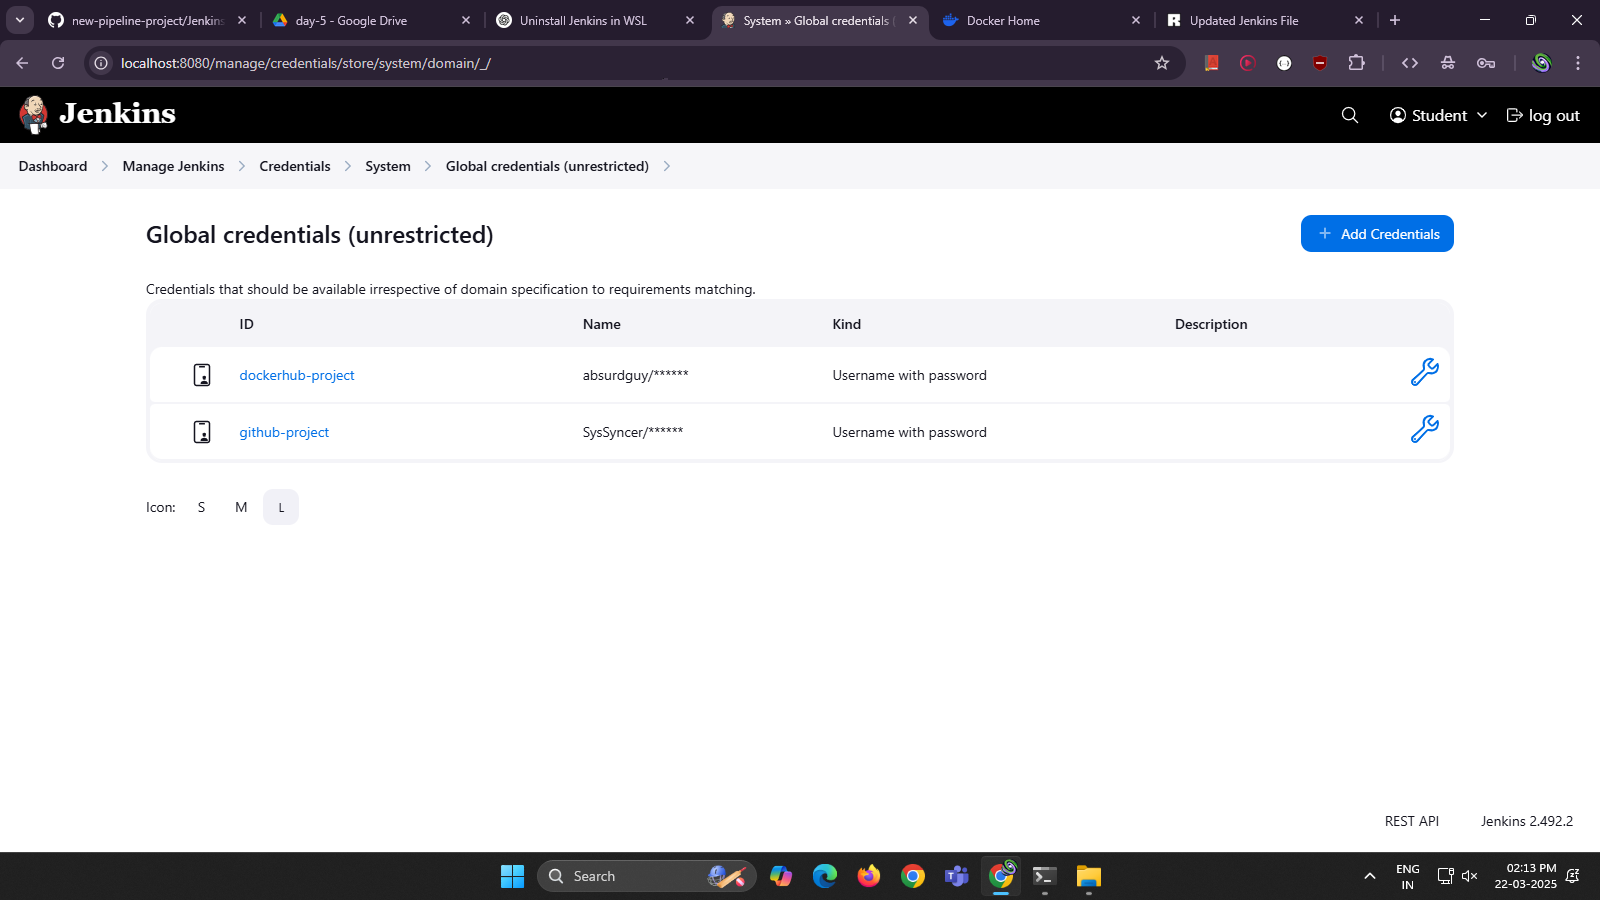 new-pipeline-project/Jenkins
day-5 - Google Drive
Uninstall Jenkins in WSL
System » Global credentials (
Docker Home
Updated Jenkins File
localhost:8080/manage/credentials/store/system/domain/_/
Jenkins
Student
log out
Dashboard
Manage Jenkins
Credentials
System
Global credentials (unrestricted)
Global credentials (unrestricted)
+ Add Credentials
Credentials that should be available irrespective of domain specification to requirements matching.
ID Name Kind Description
dockerhub-project absurdguy/****** Username with password
github-project SysSyncer/****** Username with password
Icon: S M L
REST API
Jenkins 2.492.2
Search
ENG
IN
02:13 PM
22-03-2025